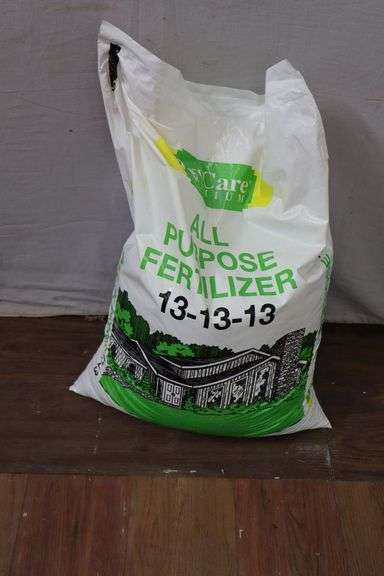 Care
ALL
PURPOSE
FERTILIZER
13-13-13